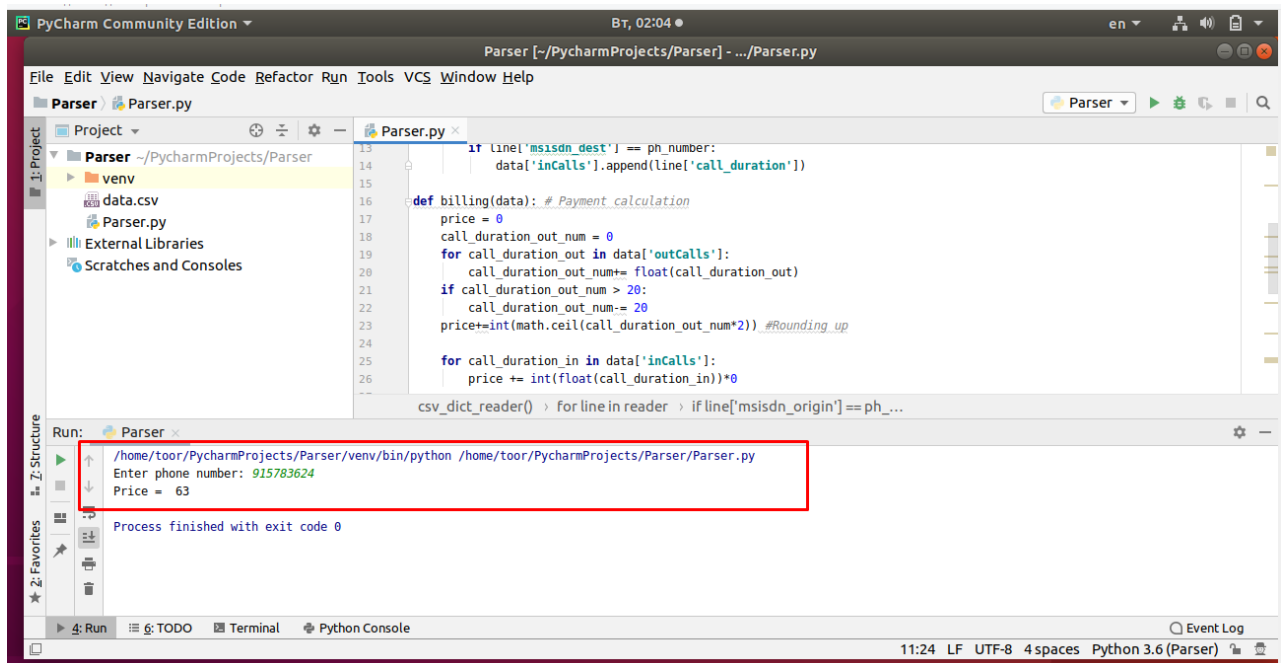 PyCharm Community Edition
Вт, 02:04
en
Parser [~/PycharmProjects/Parser] - .../Parser.py
File Edit View Navigate Code Refactor Run Tools VCS Window Help
Parser Parser.py
Parser
1: Project
Project
Parser.py
Parser ~/PycharmProjects/Parser
venv
data.csv
Parser.py
External Libraries
Scratches and Consoles
13 if line['msisdn_dest'] == ph_number:
14 data['inCalls'].append(line['call_duration'])
15
16 def billing(data): # Payment calculation
17 price = 0
18 call_duration_out_num = 0
19 for call_duration_out in data['outCalls']:
20 call_duration_out_num+= float(call_duration_out)
21 if call_duration_out_num > 20:
22 call_duration_out_num-= 20
23 price+=int(math.ceil(call_duration_out_num*2)) #Rounding up
24
25 for call_duration_in in data['inCalls']:
26 price += int(float(call_duration_in))*0
csv_dict_reader() › for line in reader › if line['msisdn_origin'] == ph_...
Run: Parser
/home/toor/PycharmProjects/Parser/venv/bin/python /home/toor/PycharmProjects/Parser/Parser.py
Enter phone number: 915783624
Price = 63
Process finished with exit code 0
7: Structure
2: Favorites
4: Run 6: TODO Terminal Python Console
Event Log
11:24 LF UTF-8 4 spaces Python 3.6 (Parser)